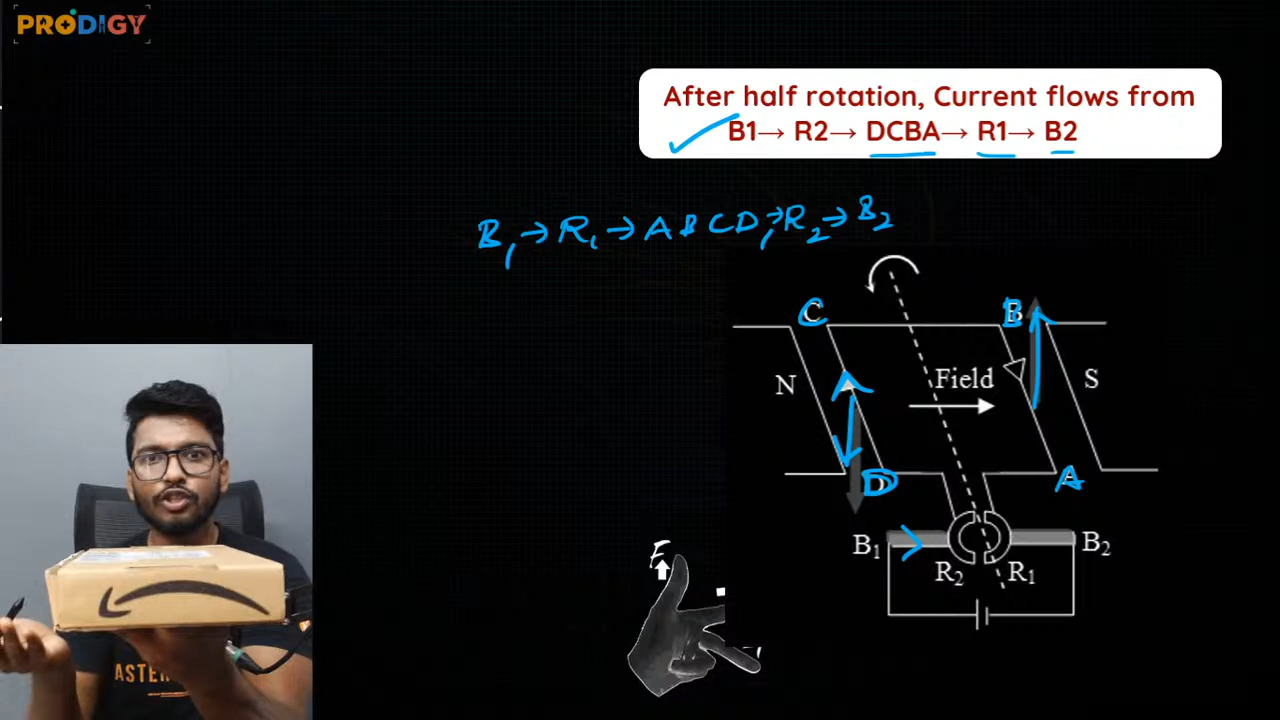 PRODIGY
After half rotation, Current flows from
B1→ R2→ DCBA→ R1→ B2
B₁ → R₁ → A B C D, → R₂ → B₂
C B
N Field S
D A
B₁ B₂
R₂ R₁
F
ASTER